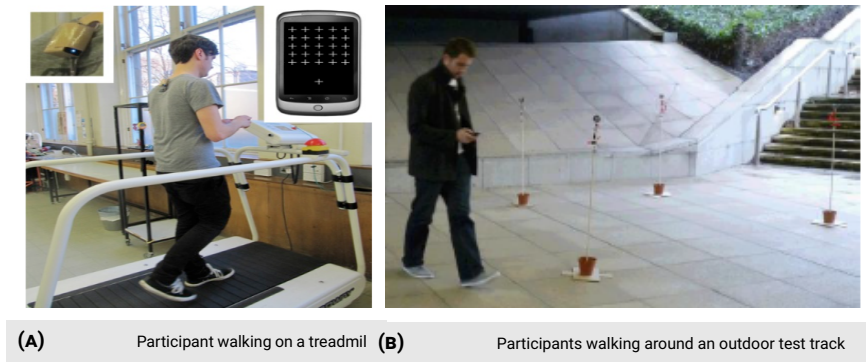 (A) Participant walking on a treadmil
(B) Participants walking around an outdoor test track